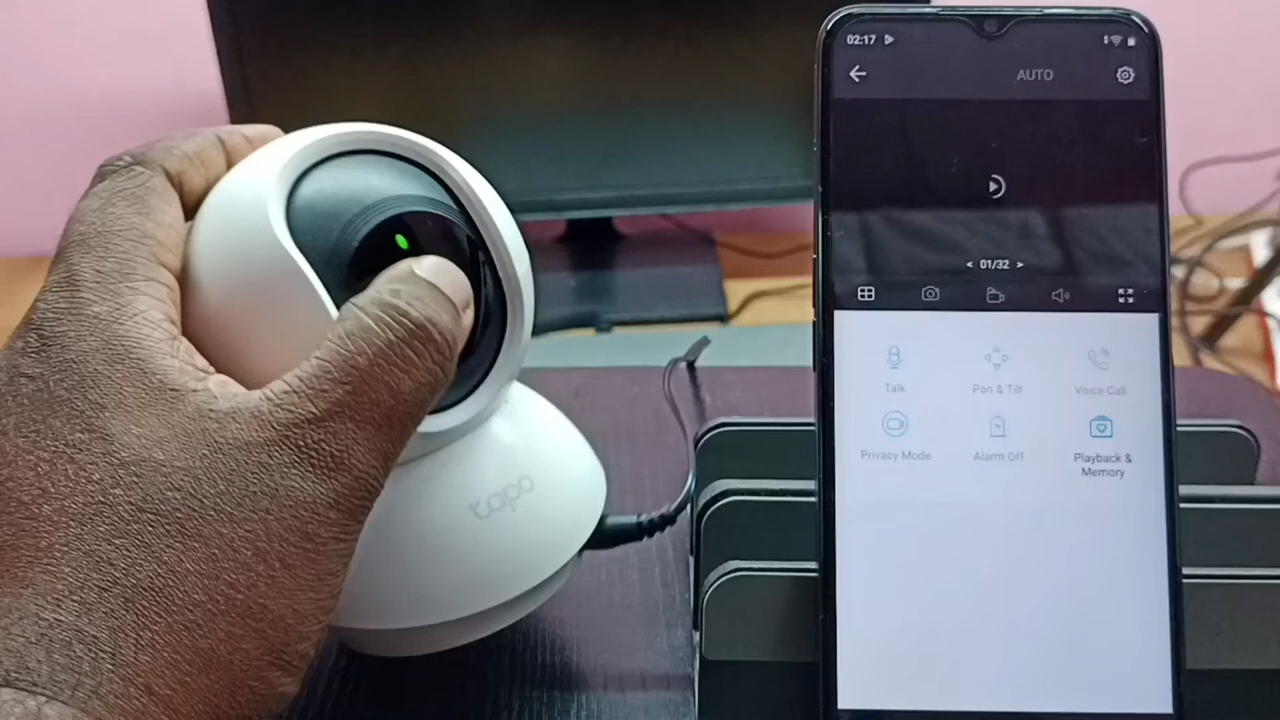 02:17
AUTO
< 01/32 >
Talk
Pan & Tilt
Voice Call
Privacy Mode
Alarm Off
Playback &
Memory
tapo